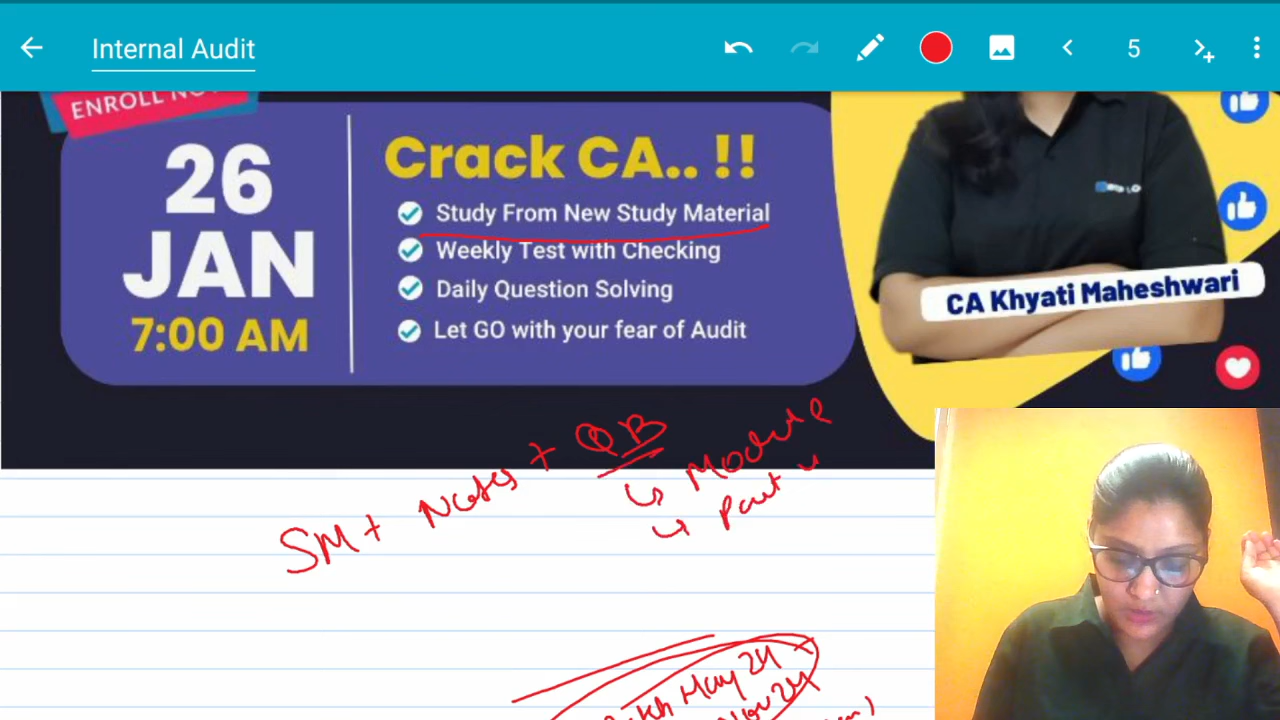 Internal Audit
5
ENROLL
26
JAN
7:00 AM
Crack CA.. !!
Study From New Study Material
Weekly Test with Checking
Daily Question Solving
Let GO with your fear of Audit
CA Khyati Maheshwari
SM + Notes + QB
↳ Module
↳ Past
May 24
Nov 24